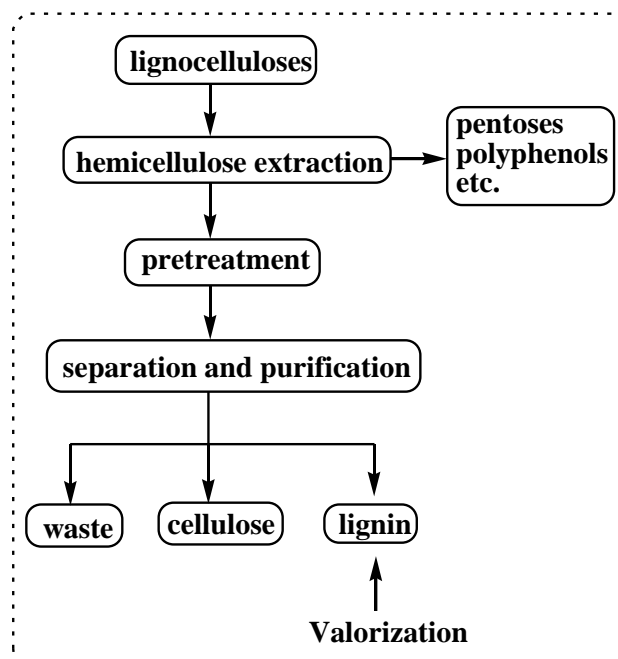 lignocelluloses
hemicellulose extraction
pentoses
polyphenols
etc.
pretreatment
separation and purification
waste
cellulose
lignin
Valorization